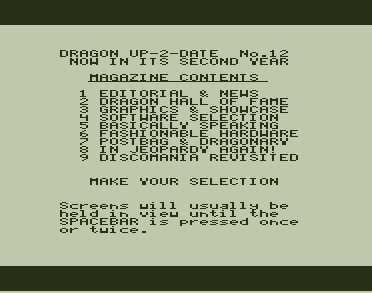 DRAGON UP-2-DATE No.12
NOW IN ITS SECOND YEAR
MAGAZINE CONTENTS
1 EDITORIAL & NEWS
2 DRAGON HALL OF FAME
3 GRAPHICS & SHOWCASE
4 SOFTWARE SELECTION
5 BASICALLY SPEAKING
6 FASHIONABLE HARDWARE
7 POSTBAG & DRAGONARY
8 IN JEOPARDY AGAIN!
9 DISCOMANIA REVISITED
MAKE YOUR SELECTION
Screens will usually be
held in view until the
SPACEBAR is pressed once
or twice.